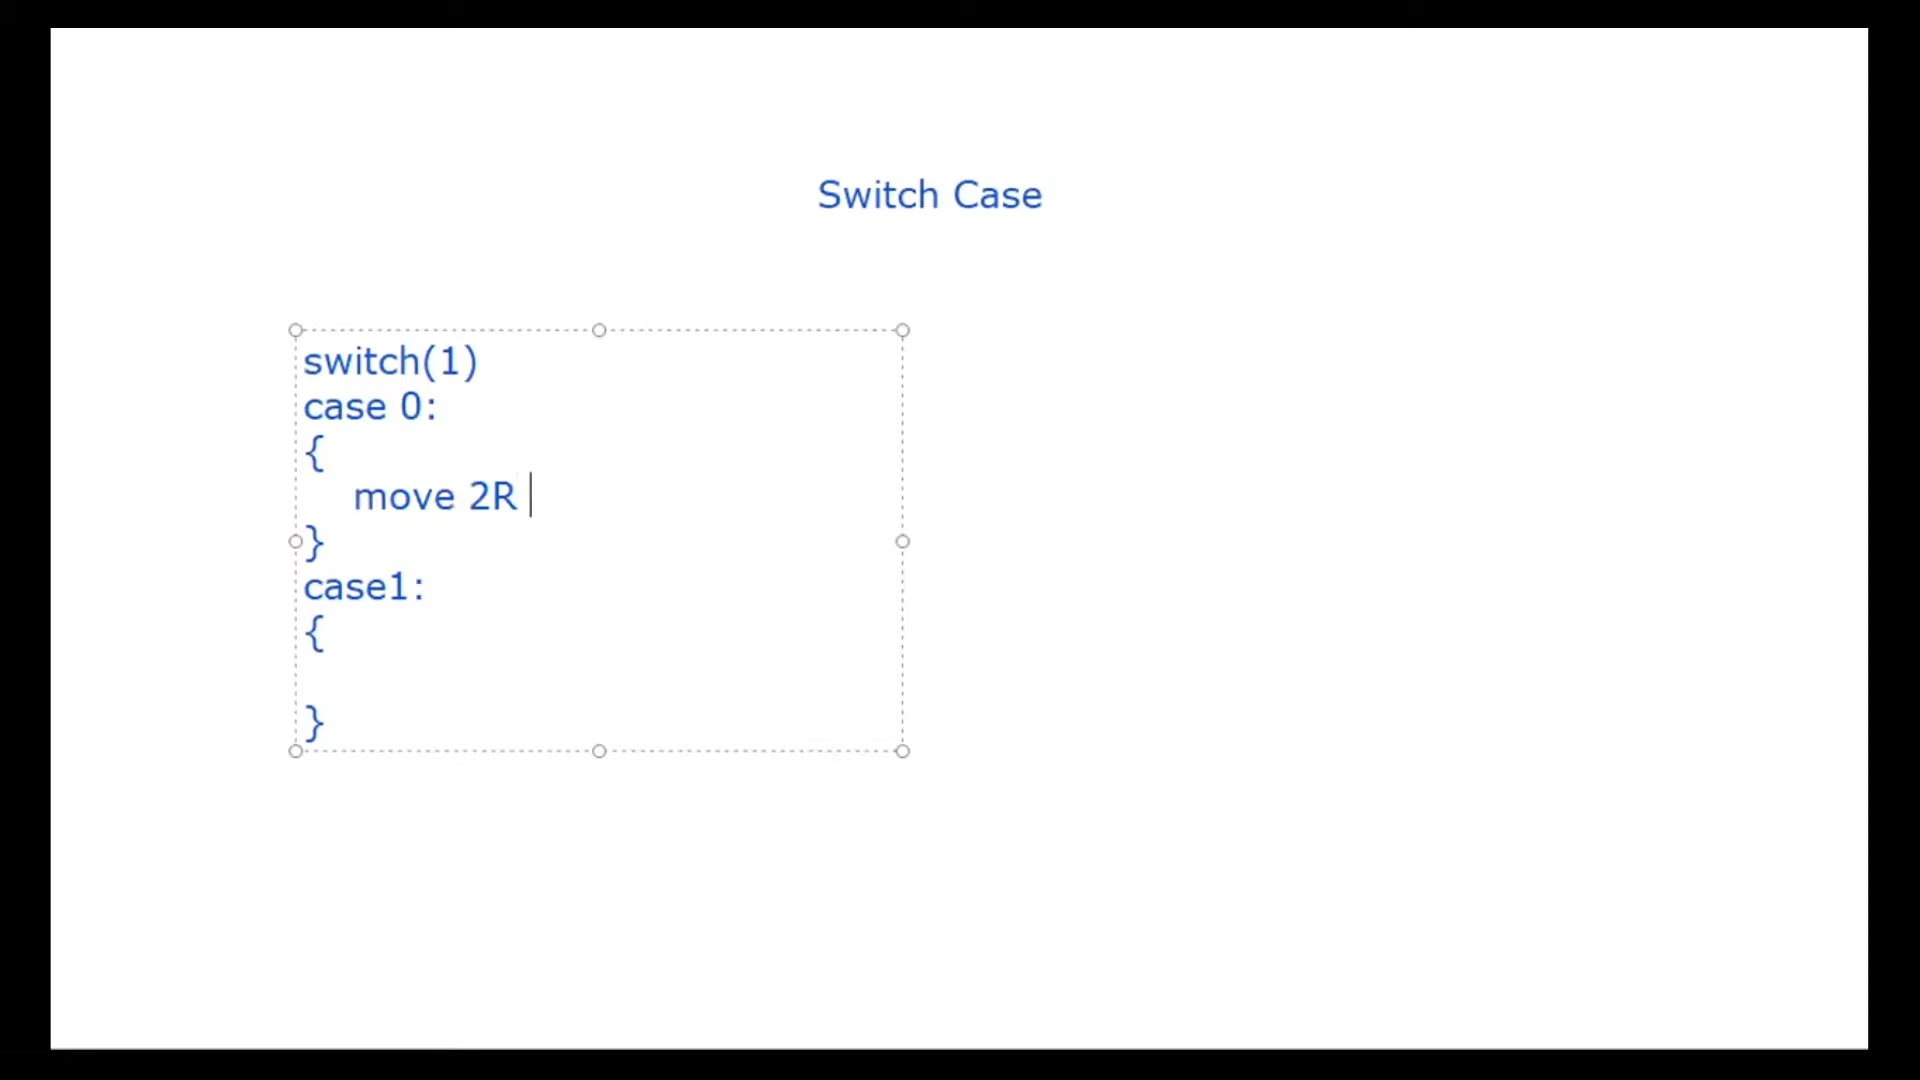 Switch Case
switch(1)
case 0:
{
move 2R
}
case1:
{
}